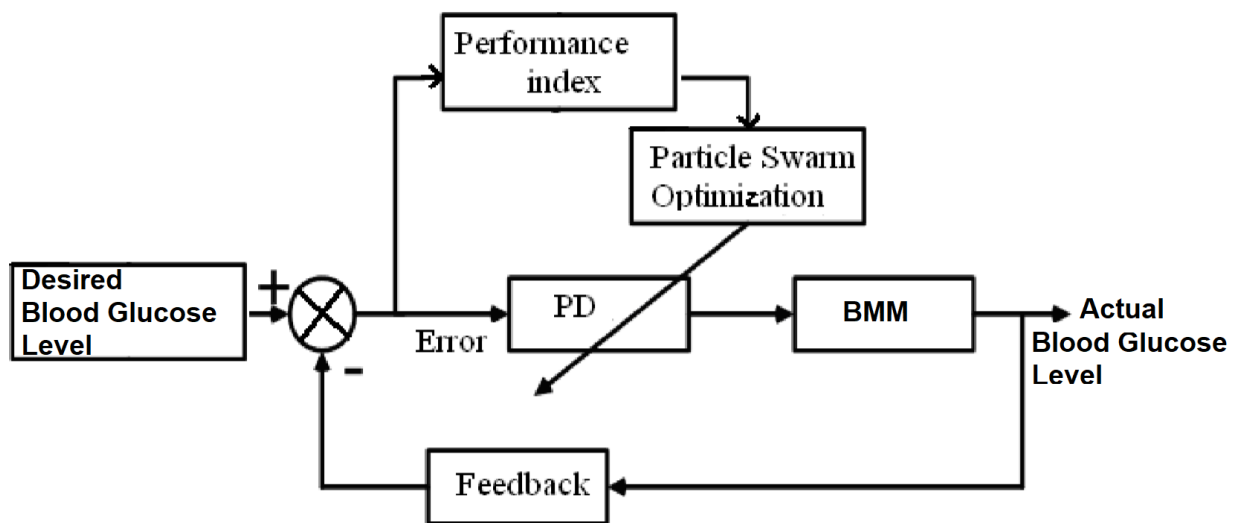 Performance
index
Particle Swarm
Optimization
Desired
Blood Glucose
Level
+
-
Error
PD
BMM
Actual
Blood Glucose
Level
Feedback